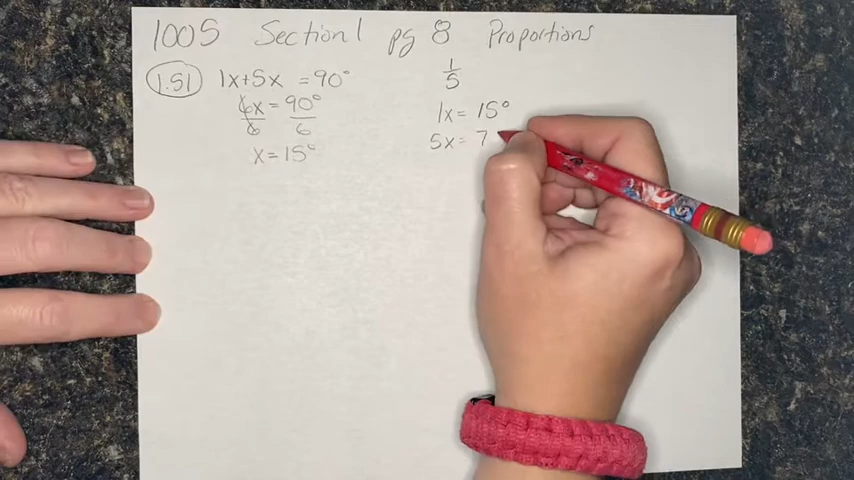 1005 Section 1 pg 8 Proportions
1.51 1x+5x = 90°
6x = 90°
6 6
x = 15°
1
5
1x = 15°
5x = 7